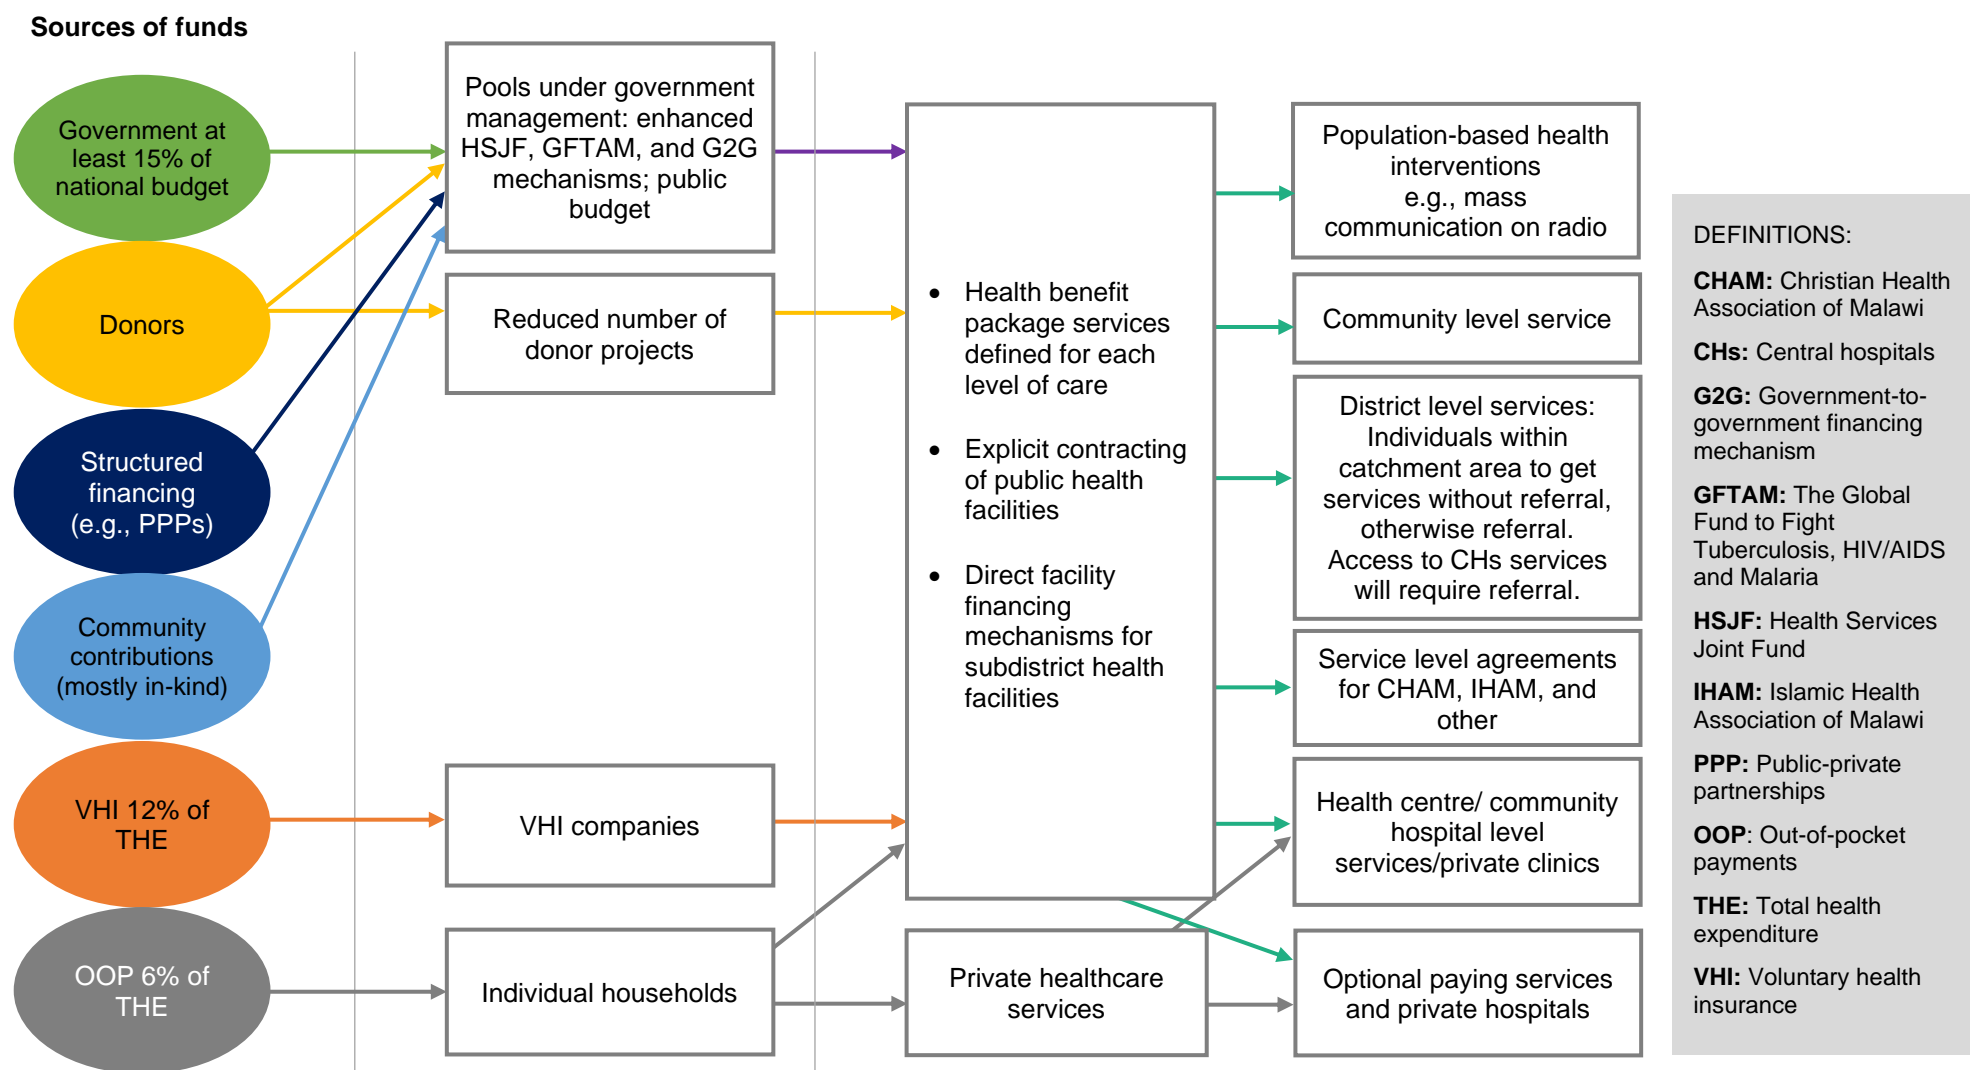 Sources of funds
Government at
least 15% of
national budget
Donors
Structured
financing
(e.g., PPPs)
Community
contributions
(mostly in-kind)
VHI 12% of
THE
OOP 6% of
THE
Pools under government
management: enhanced
HSJF, GFTAM, and G2G
mechanisms; public
budget
Reduced number of
donor projects
VHI companies
Individual households
• Health benefit
package services
defined for each
level of care
• Explicit contracting
of public health
facilities
• Direct facility
financing
mechanisms for
subdistrict health
facilities
Private healthcare
services
Population-based health
interventions
e.g., mass
communication on radio
Community level service
District level services:
Individuals within
catchment area to get
services without referral,
otherwise referral.
Access to CHs services
will require referral.
Service level agreements
for CHAM, IHAM, and
other
Health centre/ community
hospital level
services/private clinics
Optional paying services
and private hospitals
DEFINITIONS:
CHAM: Christian Health
Association of Malawi
CHs: Central hospitals
G2G: Government-to-
government financing
mechanism
GFTAM: The Global
Fund to Fight
Tuberculosis, HIV/AIDS
and Malaria
HSJF: Health Services
Joint Fund
IHAM: Islamic Health
Association of Malawi
PPP: Public-private
partnerships
OOP: Out-of-pocket
payments
THE: Total health
expenditure
VHI: Voluntary health
insurance